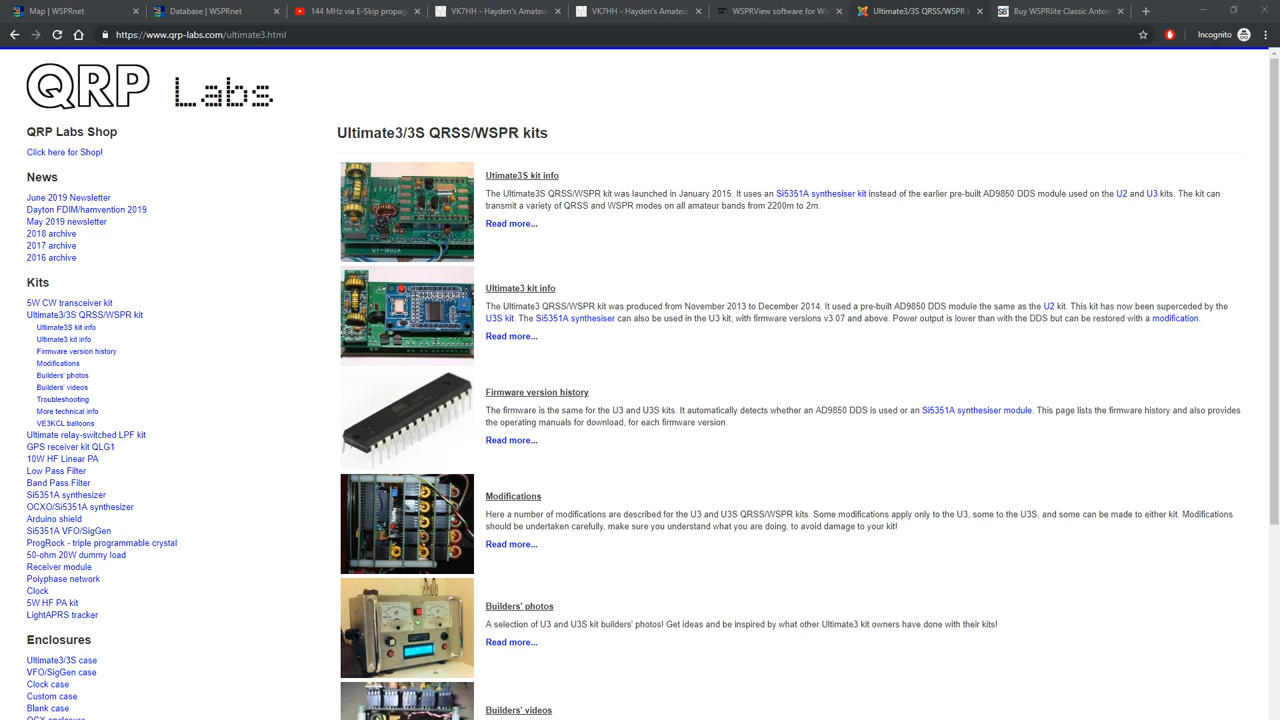 Map | WSPRnet
Database | WSPRnet
144 MHz via E-Skip propag
VK7HH - Hayden's Amateu
VK7HH - Hayden's Amateu
WSPRView software for Win
Ultimate3/3S QRSS/WSPR k
Buy WSPRlite Classic Anten
https://www.qrp-labs.com/ultimate3.html
Incognito
QRP Labs
QRP Labs Shop
Click here for Shop!
News
June 2019 Newsletter
Dayton FDIM/hamvention 2019
May 2019 newsletter
2018 archive
2017 archive
2016 archive
Kits
5W CW transceiver kit
Ultimate3/3S QRSS/WSPR kit
Ultimate3S kit info
Ultimate3 kit info
Firmware version history
Modifications
Builders' photos
Builders' videos
Troubleshooting
More technical info
VE3KCL balloons
Ultimate relay-switched LPF kit
GPS receiver kit QLG1
10W HF Linear PA
Low Pass Filter
Band Pass Filter
Si5351A synthesizer
OCXO/Si5351A synthesizer
Arduino shield
Si5351A VFO/SigGen
ProgRock - triple programmable crystal
50-ohm 20W dummy load
Receiver module
Polyphase network
Clock
5W HF PA kit
LightAPRS tracker
Enclosures
Ultimate3/3S case
VFO/SigGen case
Clock case
Custom case
Blank case
QCX enclosure
Ultimate3/3S QRSS/WSPR kits
QT-1802A
Utimate3S kit info
The Ultimate3S QRSS/WSPR kit was launched in January 2015. It uses an Si5351A synthesiser kit instead of the earlier pre-built AD9850 DDS module used on the U2 and U3 kits. The kit can
transmit a variety of QRSS and WSPR modes on all amateur bands from 2200m to 2m.
Read more...
Ultimate3 kit info
The Ultimate3 QRSS/WSPR kit was produced from November 2013 to December 2014. It used a pre-built AD9850 DDS module the same as the U2 kit. This kit has now been superceded by the
U3S kit. The Si5351A synthesiser can also be used in the U3 kit, with firmware versions v3.07 and above. Power output is lower than with the DDS but can be restored with a modification.
Read more...
Firmware version history
The firmware is the same for the U3 and U3S kits. It automatically detects whether an AD9850 DDS is used or an Si5351A synthesiser module. This page lists the firmware history and also provides
the operating manuals for download, for each firmware version.
Read more...
Modifications
Here a number of modifications are described for the U3 and U3S QRSS/WSPR kits. Some modifications apply only to the U3, some to the U3S, and some can be made to either kit. Modifications
should be undertaken carefully, make sure you understand what you are doing, to avoid damage to your kit!
Read more...
Builders' photos
A selection of U3 and U3S kit builders' photos! Get ideas and be inspired by what other Ultimate3 kit owners have done with their kits!
Read more...
Builders' videos